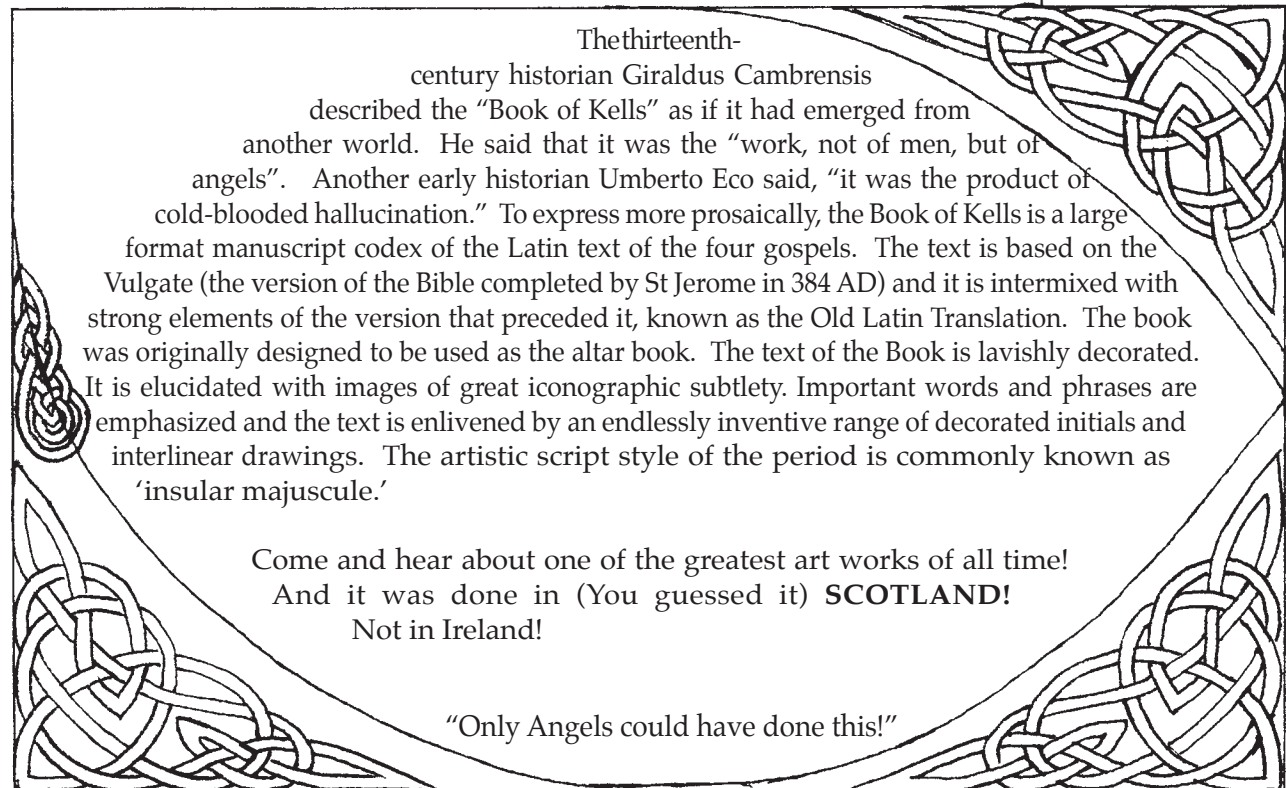 Thethirteenth-
century historian Giraldus Cambrensis
described the “Book of Kells” as if it had emerged from
another world. He said that it was the “work, not of men, but of
angels”. Another early historian Umberto Eco said, “it was the product of
cold-blooded hallucination.” To express more prosaically, the Book of Kells is a large
format manuscript codex of the Latin text of the four gospels. The text is based on the
Vulgate (the version of the Bible completed by St Jerome in 384 AD) and it is intermixed with
strong elements of the version that preceded it, known as the Old Latin Translation. The book
was originally designed to be used as the altar book. The text of the Book is lavishly decorated.
It is elucidated with images of great iconographic subtlety. Important words and phrases are
emphasized and the text is enlivened by an endlessly inventive range of decorated initials and
interlinear drawings. The artistic script style of the period is commonly known as
‘insular majuscule.’
Come and hear about one of the greatest art works of all time!
And it was done in (You guessed it) SCOTLAND!
Not in Ireland!
“Only Angels could have done this!”